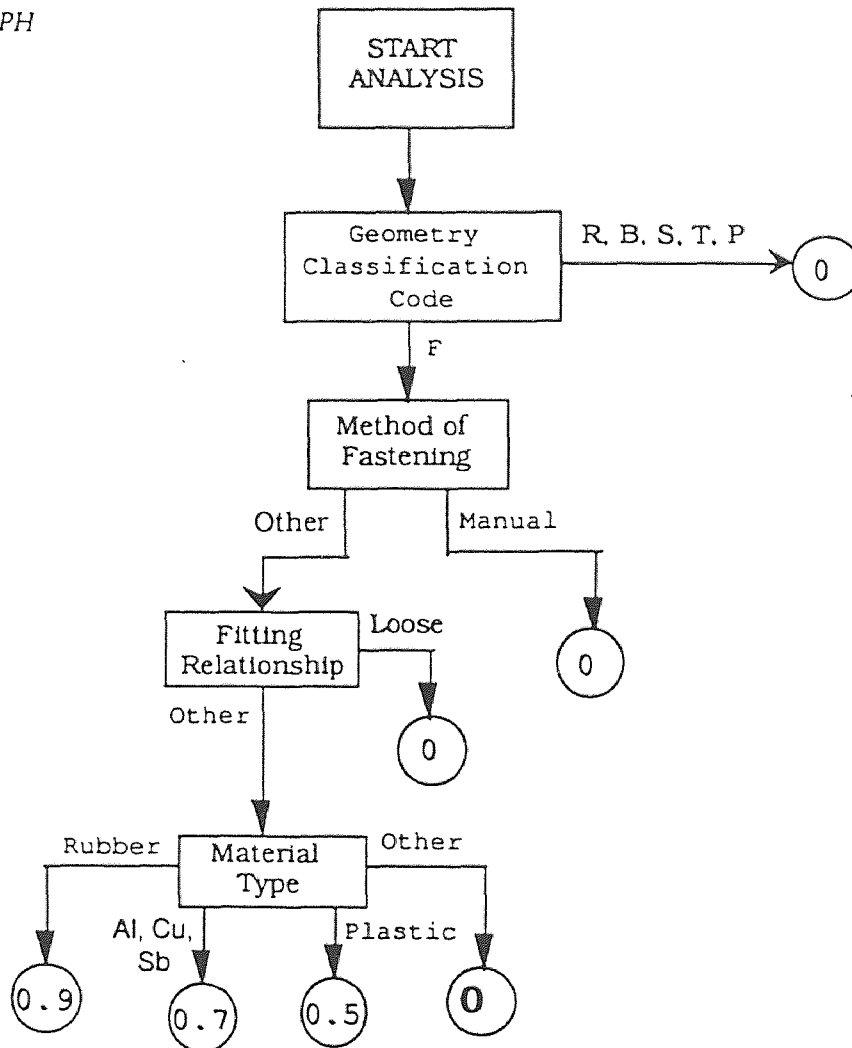 PH
START
ANALYSIS
Geometry
Classification
Code
R, B, S, T, P
0
F
Method of
Fastening
Other
Manual
Fitting
Relationship
Loose
0
Other
0
Material
Type
Rubber
Other
Al, Cu,
Sb
Plastic
0.9
0.7
0.5
0